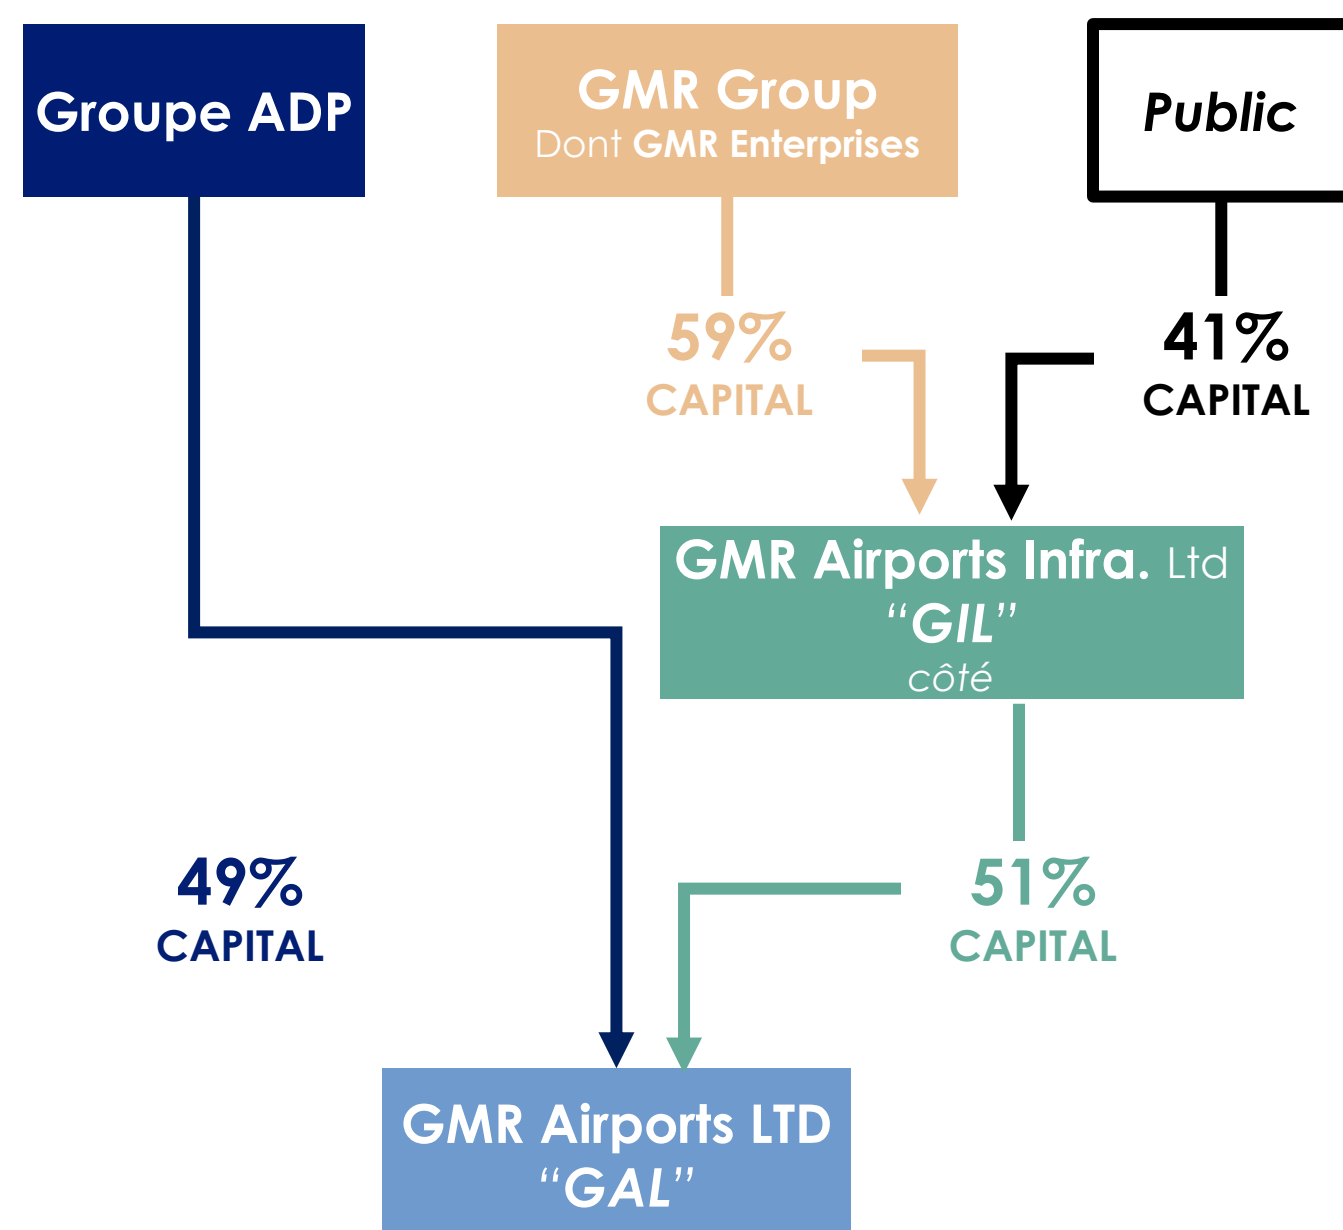 Groupe ADP
GMR Group
Dont GMR Enterprises
Public
59%
CAPITAL
41%
CAPITAL
GMR Airports Infra. Ltd
“GIL”
côté
49%
CAPITAL
51%
CAPITAL
GMR Airports LTD
“GAL”